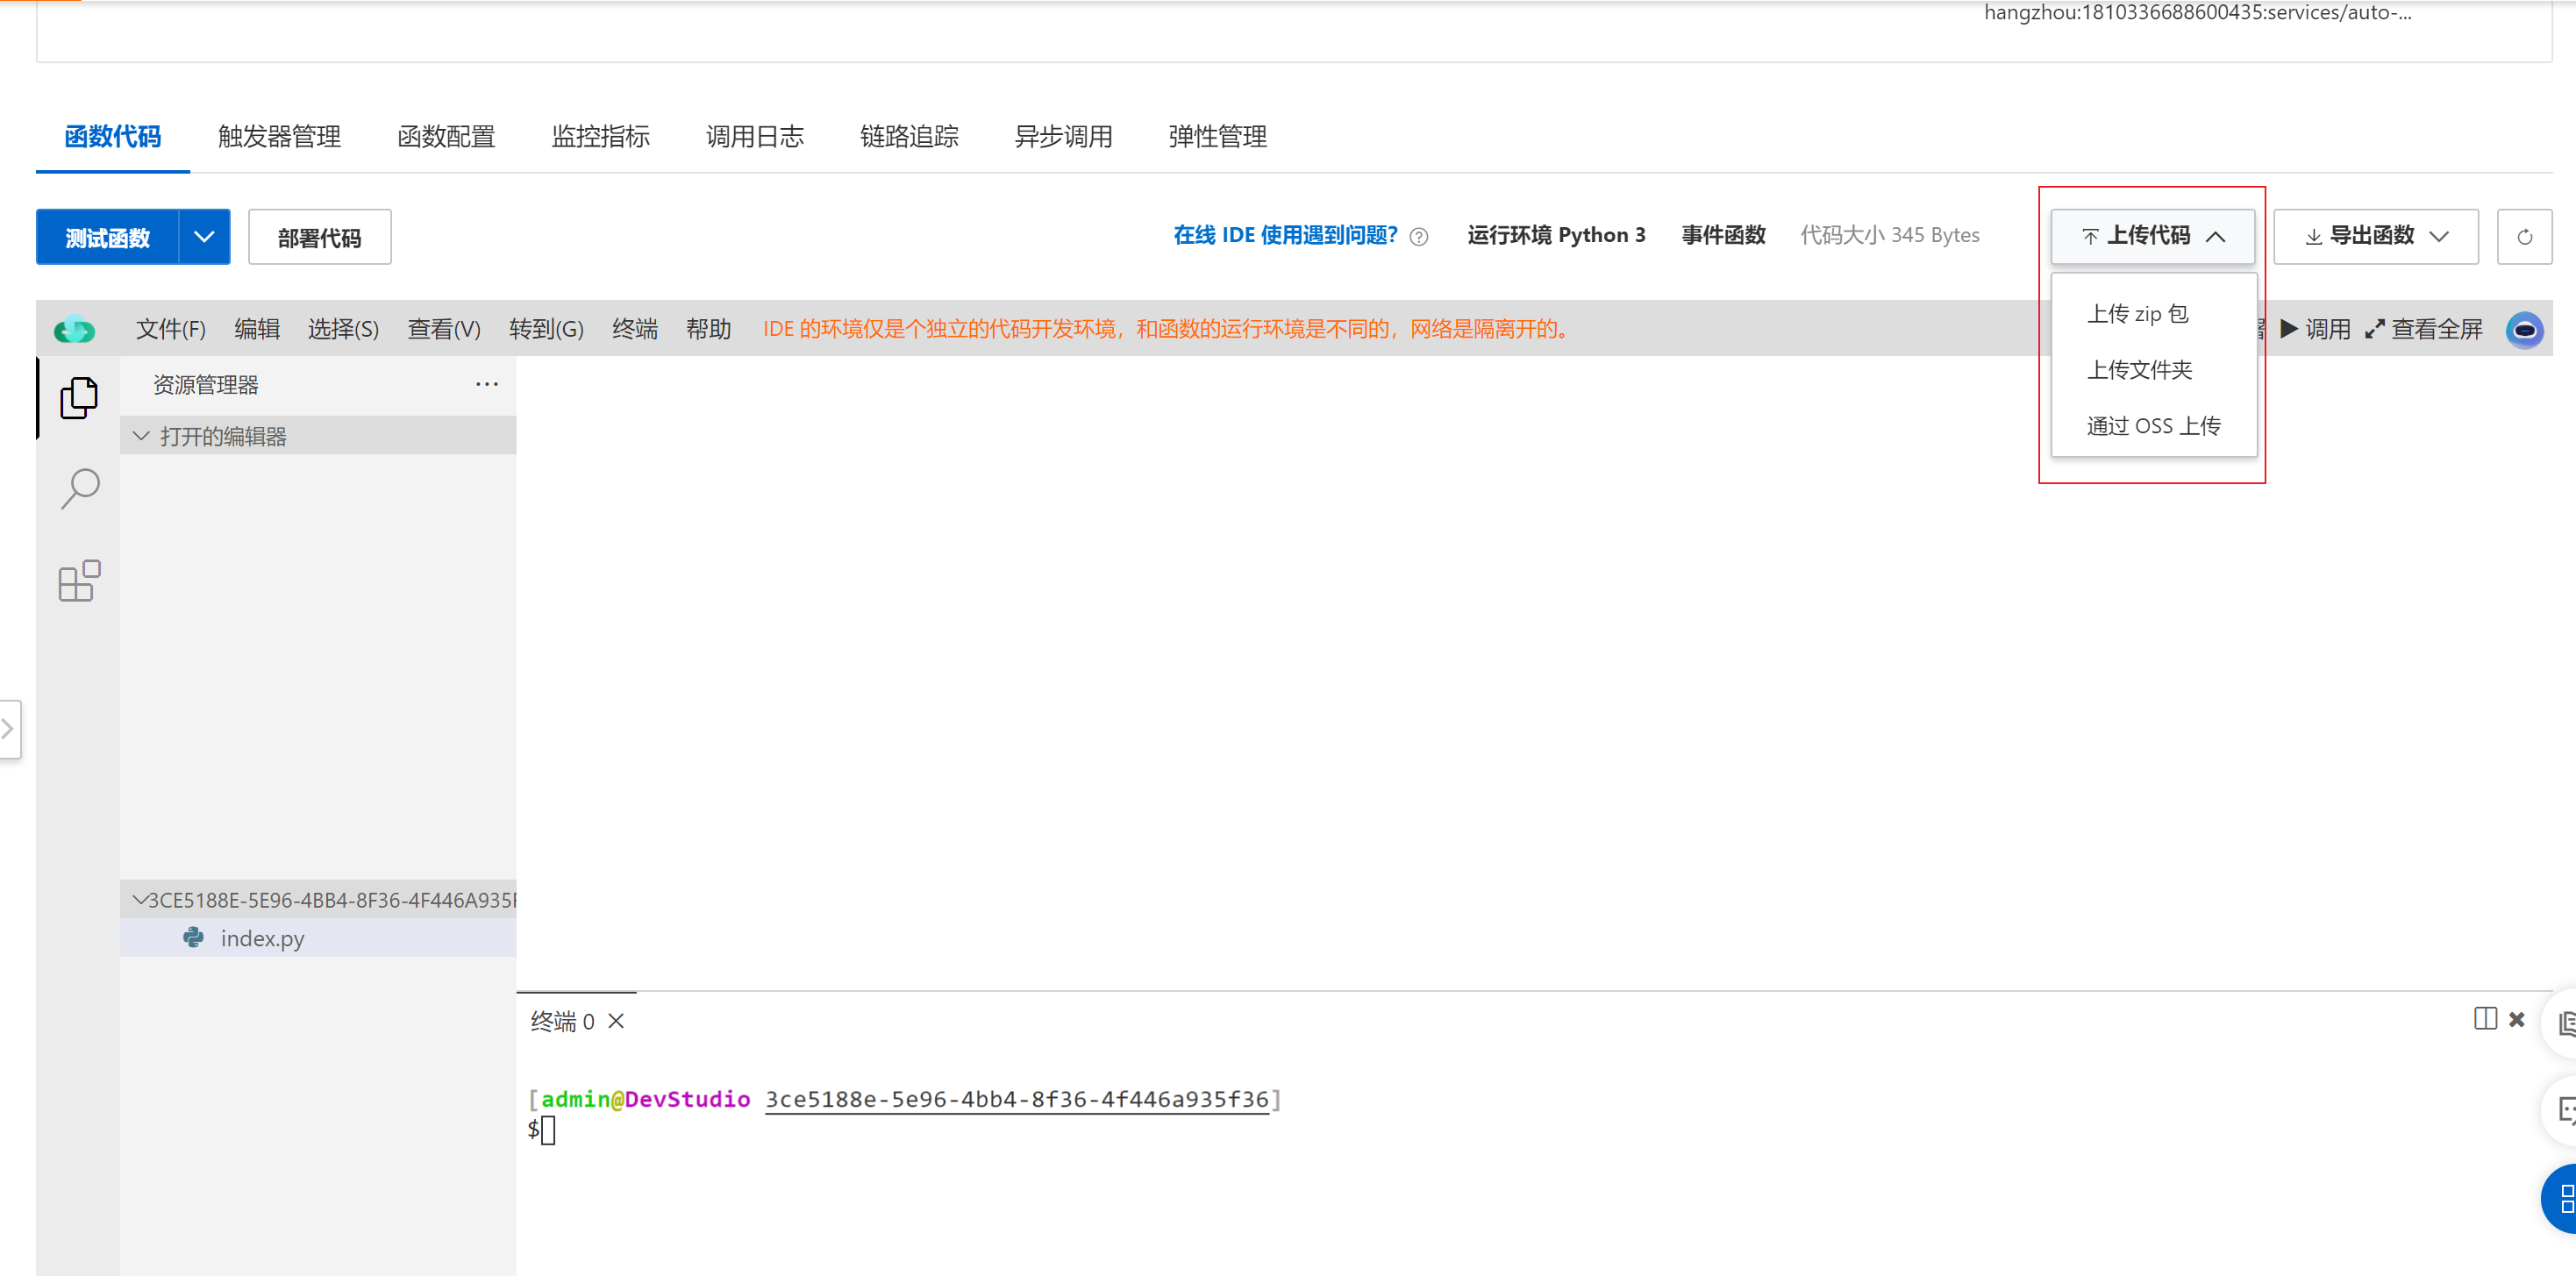 hangzhou:1810336688600435:services/auto-...
函数代码 触发器管理 函数配置 监控指标 调用日志 链路追踪 异步调用 弹性管理
测试函数 部署代码 在线 IDE 使用遇到问题? 运行环境 Python 3 事件函数 代码大小 345 Bytes 上传代码 导出函数
上传 zip 包
上传文件夹
通过 OSS 上传
文件(F) 编辑 选择(S) 查看(V) 转到(G) 终端 帮助 IDE 的环境仅是个独立的代码开发环境，和函数的运行环境是不同的，网络是隔离开的。 调用 查看全屏
资源管理器
打开的编辑器
3CE5188E-5E96-4BB4-8F36-4F446A935F
index.py
终端 0
[admin@DevStudio 3ce5188e-5e96-4bb4-8f36-4f446a935f36]
$